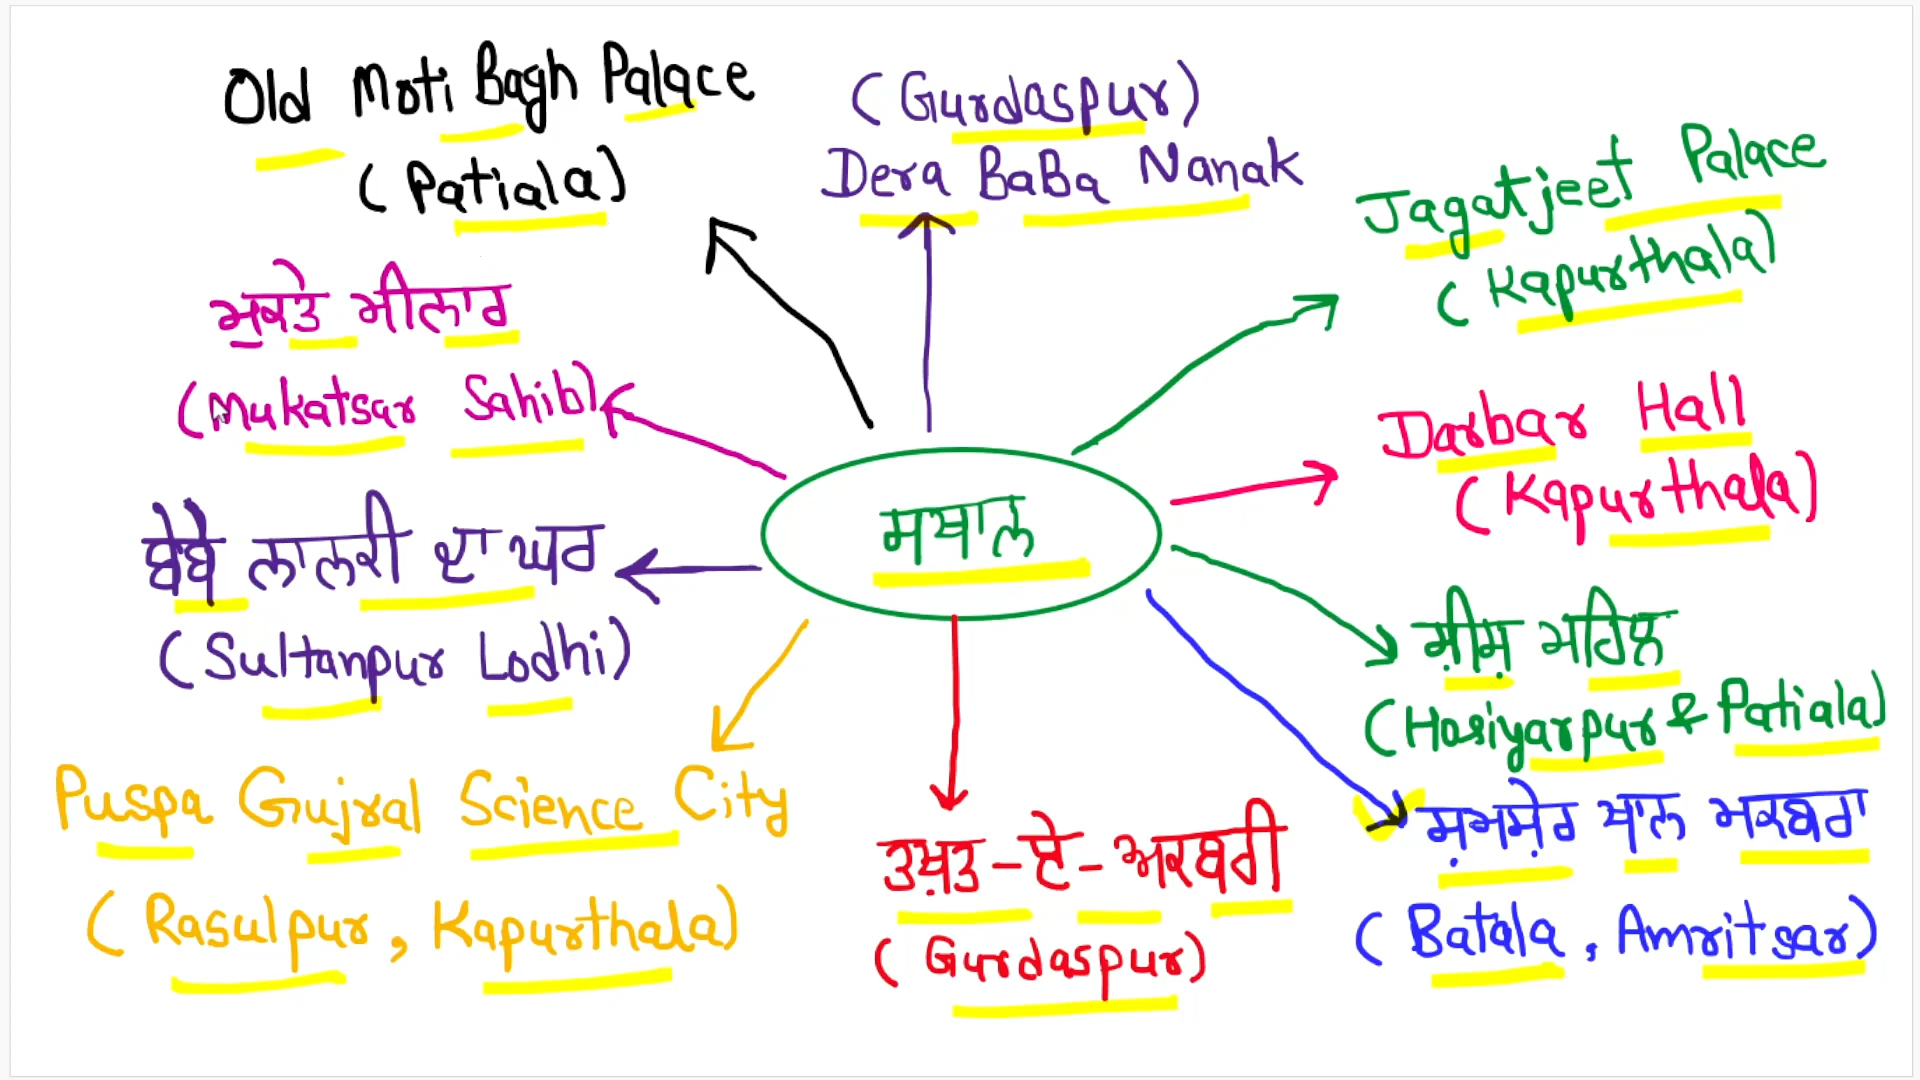 Old Moti Bagh Palace
(Patiala)
(Gurdaspur)
Dera BaBa Nanak
Jagatjeet Palace
(Kapurthala)
ਮੁਕਤੇ ਮੀਨਾਰ
(Mukatsar Sahib)
Darbar Hall
(Kapurthala)
ਬੇਬੇ ਨਾਨਕੀ ਦਾ ਘਰ
(Sultanpur Lodhi)
ਸਥਾਨ
ਸ਼ੀਸ਼ ਮਹਿਲ
(Hosiyarpur & Patiala)
Puspa Gujral Science City
(Rasulpur, Kapurthala)
ਤਖ਼ਤ-ਏ-ਅਕਬਰੀ
(Gurdaspur)
ਸ਼ਮਸ਼ੇਰ ਖਾਨ ਮਕਬਰਾ
(Batala, Amritsar)